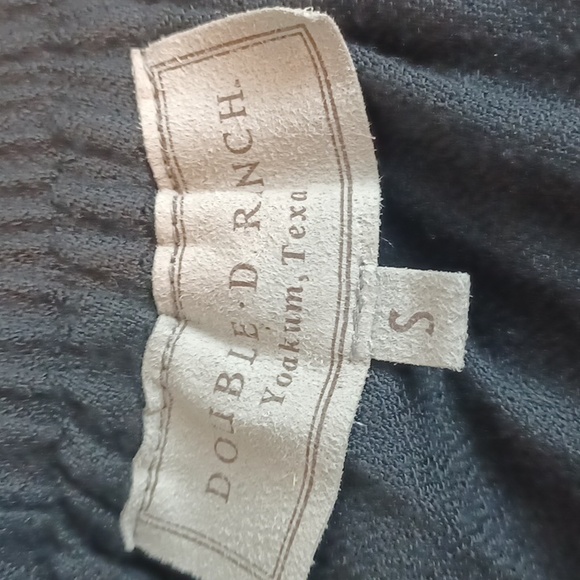 DOUBLE D RNCH
Yoakum, Texa
S